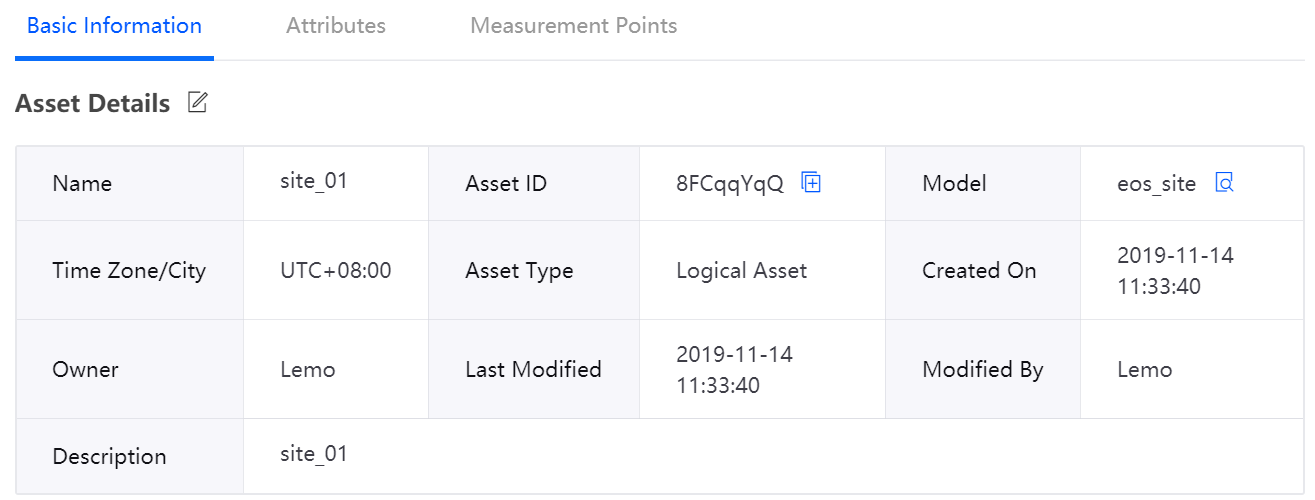 Basic Information Attributes Measurement Points
Asset Details
Name site_01 Asset ID 8FCqqYqQ Model eos_site
Time Zone/City UTC+08:00 Asset Type Logical Asset Created On 2019-11-14
11:33:40
Owner Lemo Last Modified 2019-11-14
11:33:40 Modified By Lemo
Description site_01